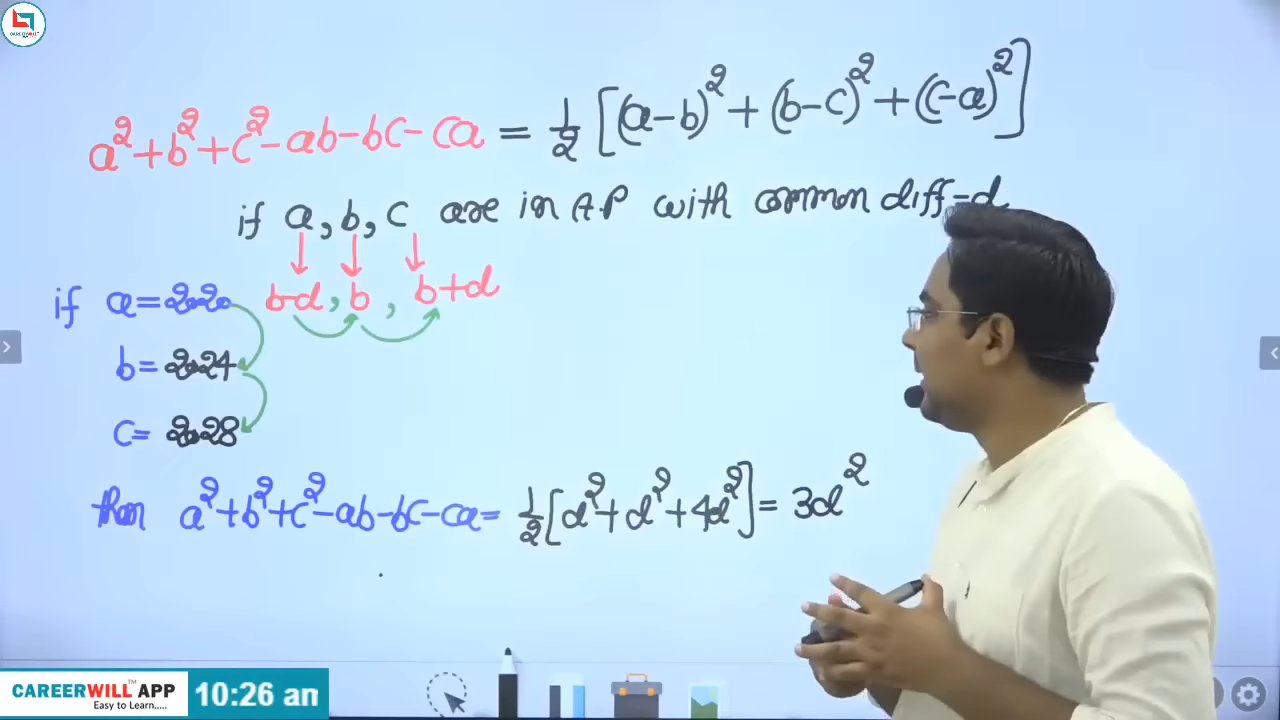 CAREERWILL
a²+b²+c²-ab-bc-ca = 1/2 [(a-b)²+(b-c)²+(c-a)²]
if a, b, c are in A.P with common diff=d
if a=2020 b-d, b, b+d
b= 2024
c= 2028
then a²+b²+c²-ab-bc-ca= 1/2[d²+d²+4d²]= 3d²
CAREERWILL™APP 10:26 am
Easy to Learn.....